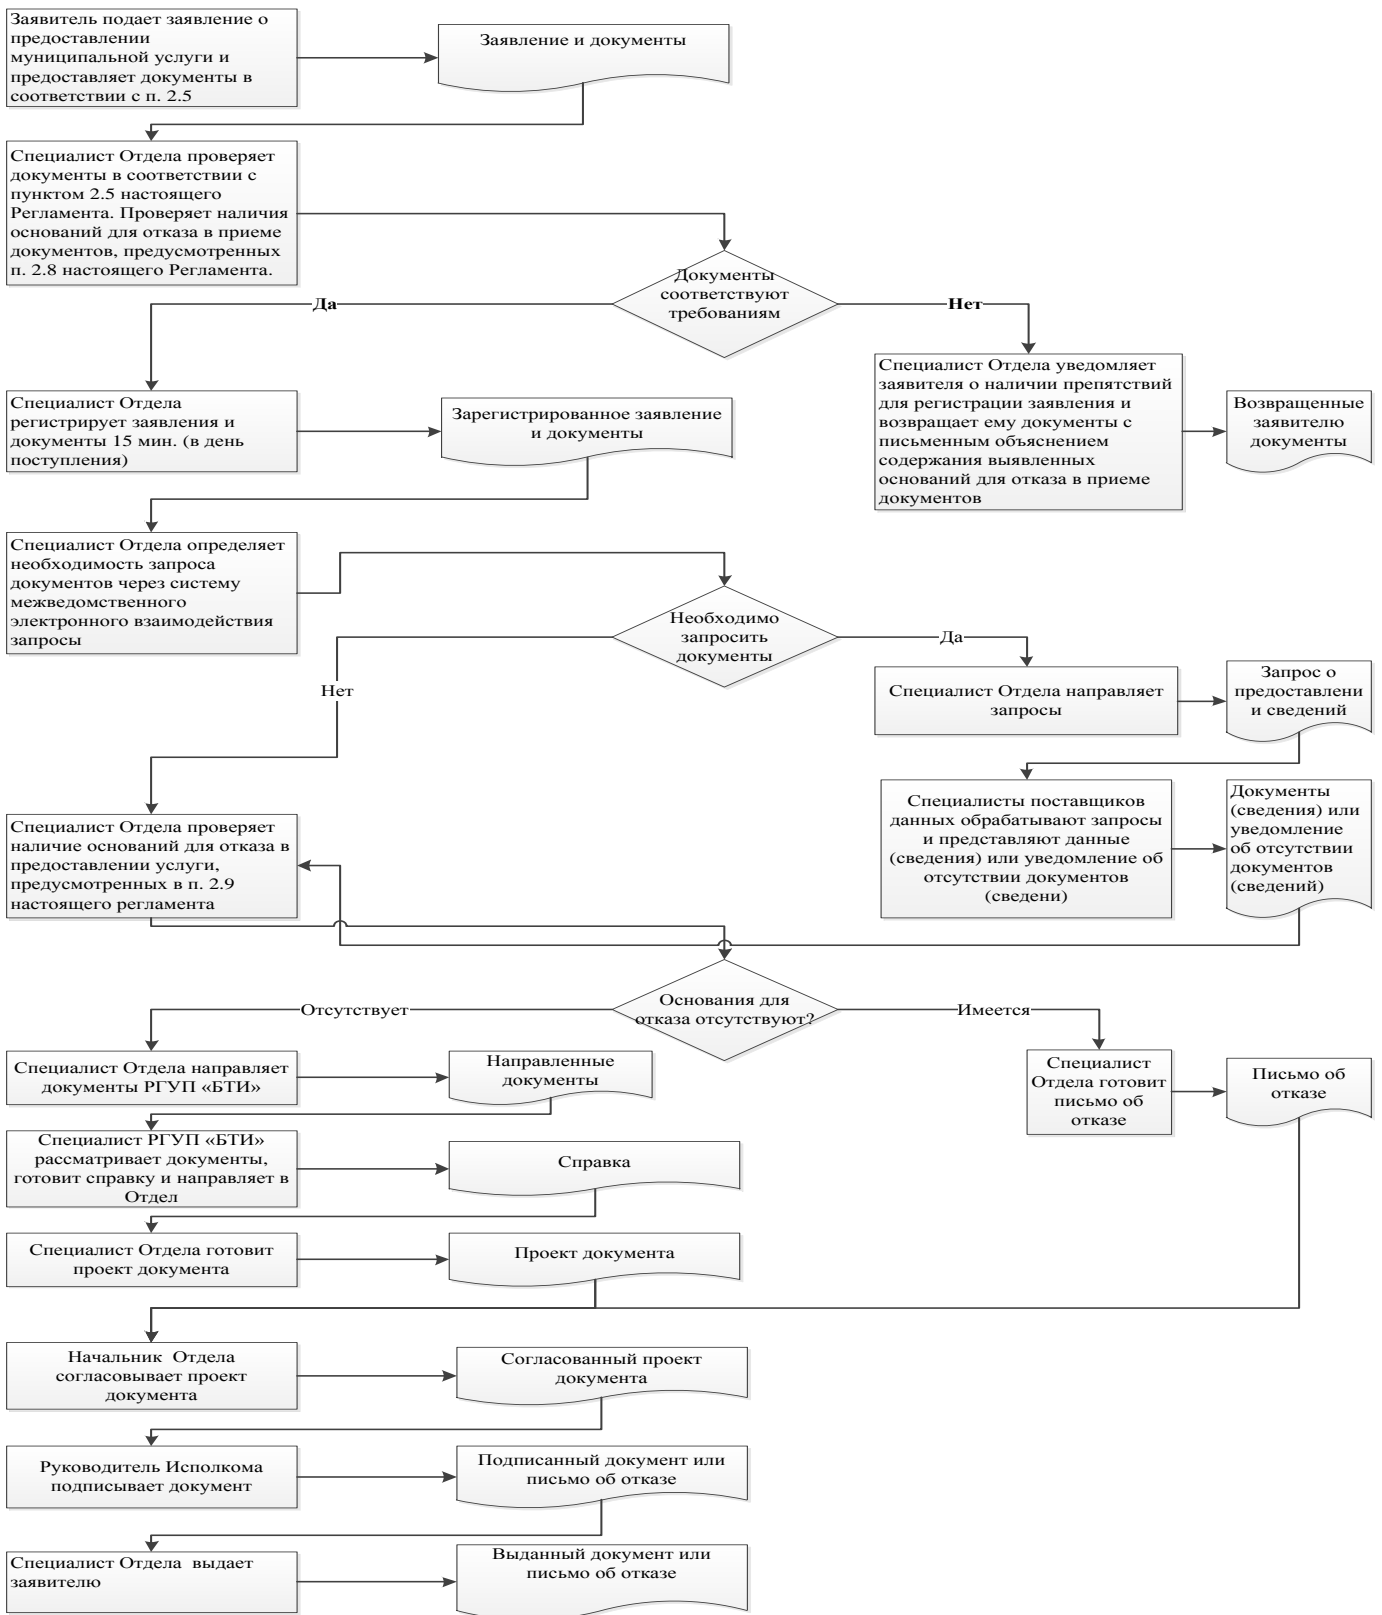 Заявитель подает заявление о
предоставлении
муниципальной услуги и
предоставляет документы в
соответствии с п. 2.5
Заявление и документы
Специалист Отдела проверяет
документы в соответствии с
пунктом 2.5 настоящего
Регламента. Проверяет наличия
оснований для отказа в приеме
документов, предусмотренных
п. 2.8 настоящего Регламента.
Документы
соответствуют
требованиям
Да
Нет
Специалист Отдела
регистрирует заявления и
документы 15 мин. (в день
поступления)
Зарегистрированное заявление
и документы
Специалист Отдела уведомляет
заявителя о наличии препятствий
для регистрации заявления и
возвращает ему документы с
письменным объяснением
содержания выявленных
оснований для отказа в приеме
документов
Возвращенные
заявителю
документы
Специалист Отдела определяет
необходимость запроса
документов через систему
межведомственного
электронного взаимодействия
запросы
Необходимо
запросить
документы
Да
Нет
Специалист Отдела направляет
запросы
Запрос о
предоставлени
и сведений
Специалисты поставщиков
данных обрабатывают запросы
и представляют данные
(сведения) или уведомление об
отсутствии документов
(сведени)
Документы
(сведения) или
уведомление
об отсутствии
документов
(сведений)
Специалист Отдела проверяет
наличие оснований для отказа в
предоставлении услуги,
предусмотренных в п. 2.9
настоящего регламента
Основания для
отказа отсутствуют?
Отсутствует
Имеется
Специалист Отдела направляет
документы РГУП «БТИ»
Направленные
документы
Специалист
Отдела готовит
письмо об
отказе
Письмо об
отказе
Специалист РГУП «БТИ»
рассматривает документы,
готовит справку и направляет в
Отдел
Справка
Специалист Отдела готовит
проект документа
Проект документа
Начальник  Отдела
согласовывает проект
документа
Согласованный проект
документа
Руководитель Исполкома
подписывает документ
Подписанный документ или
письмо об отказе
Специалист Отдела  выдает
заявителю
Выданный документ или
письмо об отказе